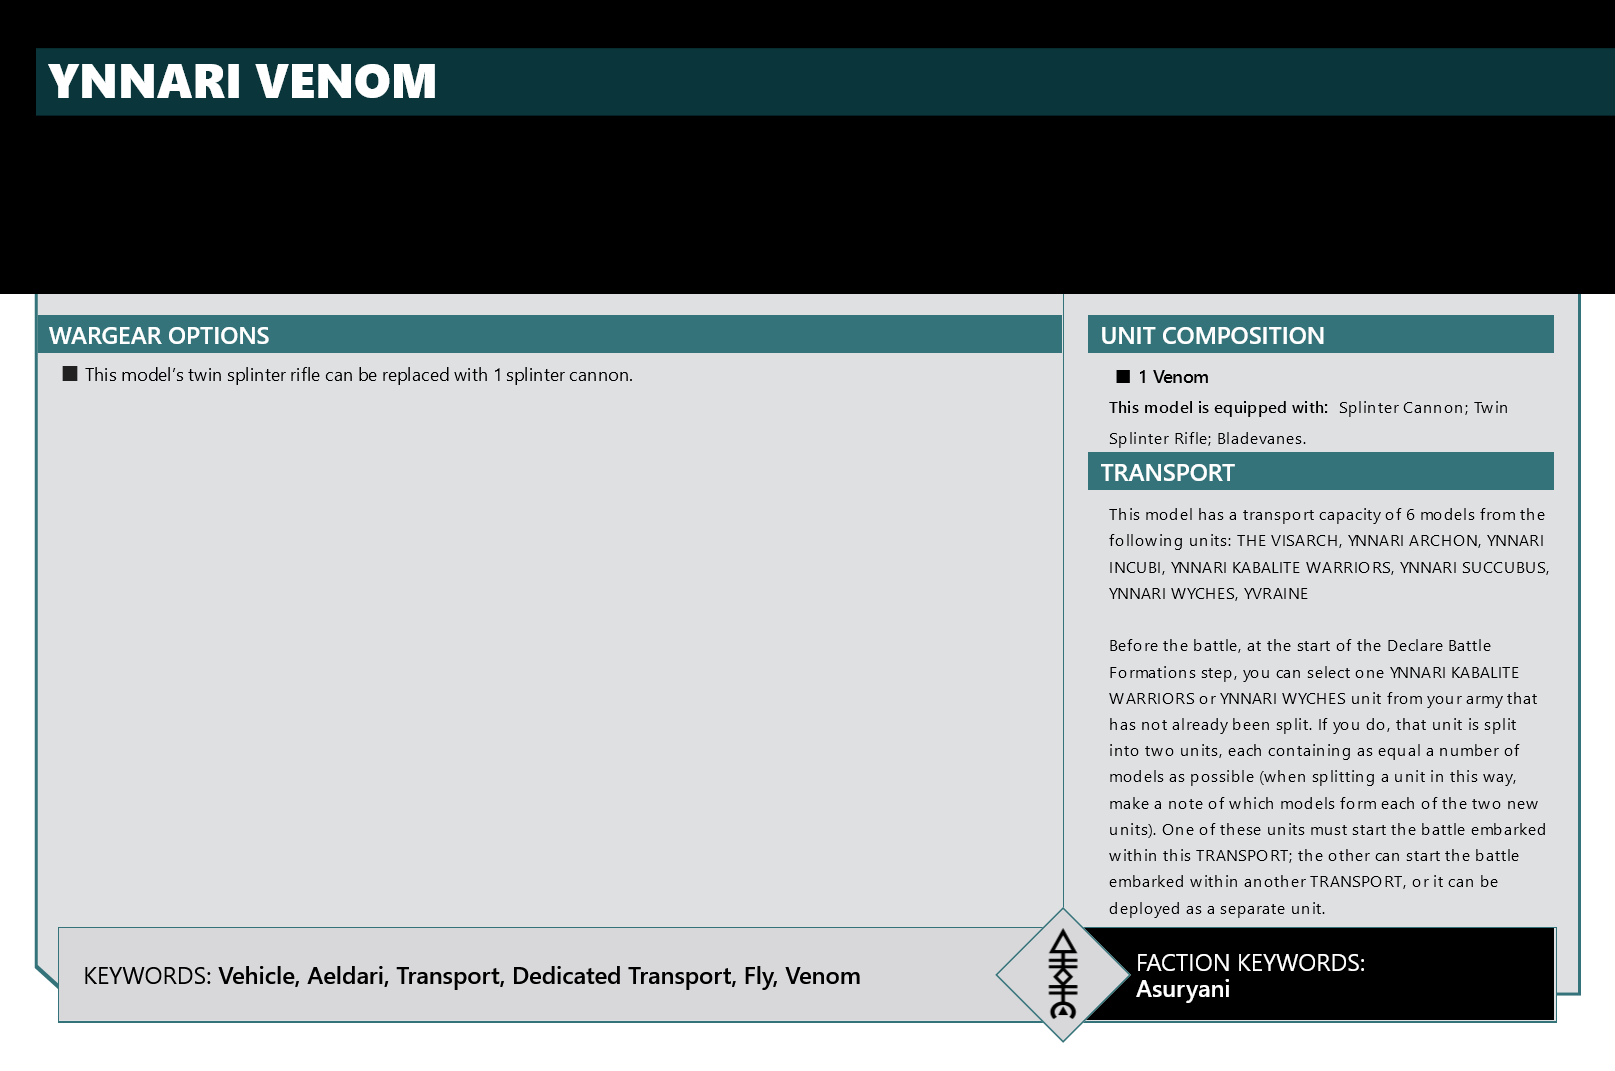 YNNARI VENOM
WARGEAR OPTIONS
■ This model’s twin splinter rifle can be replaced with 1 splinter cannon.
UNIT COMPOSITION
■ 1 Venom
This model is equipped with: Splinter Cannon; Twin
Splinter Rifle; Bladevanes.
TRANSPORT
This model has a transport capacity of 6 models from the
following units: THE VISARCH, YNNARI ARCHON, YNNARI
INCUBI, YNNARI KABALITE WARRIORS, YNNARI SUCCUBUS,
YNNARI WYCHES, YVRAINE
Before the battle, at the start of the Declare Battle
Formations step, you can select one YNNARI KABALITE
WARRIORS or YNNARI WYCHES unit from your army that
has not already been split. If you do, that unit is split
into two units, each containing as equal a number of
models as possible (when splitting a unit in this way,
make a note of which models form each of the two new
units). One of these units must start the battle embarked
within this TRANSPORT; the other can start the battle
embarked within another TRANSPORT, or it can be
deployed as a separate unit.
KEYWORDS: Vehicle, Aeldari, Transport, Dedicated Transport, Fly, Venom
FACTION KEYWORDS:
Asuryani